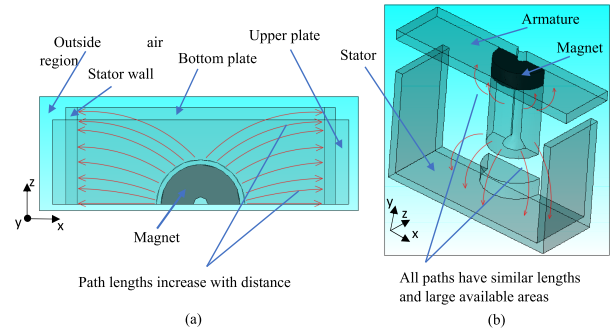 (a)
Outside air
region
Stator wall
Bottom plate
Upper plate
Magnet
z
y
x
Path lengths increase with distance
(b)
Armature
Magnet
Stator
y
z
x
All paths have similar lengths
and large available areas